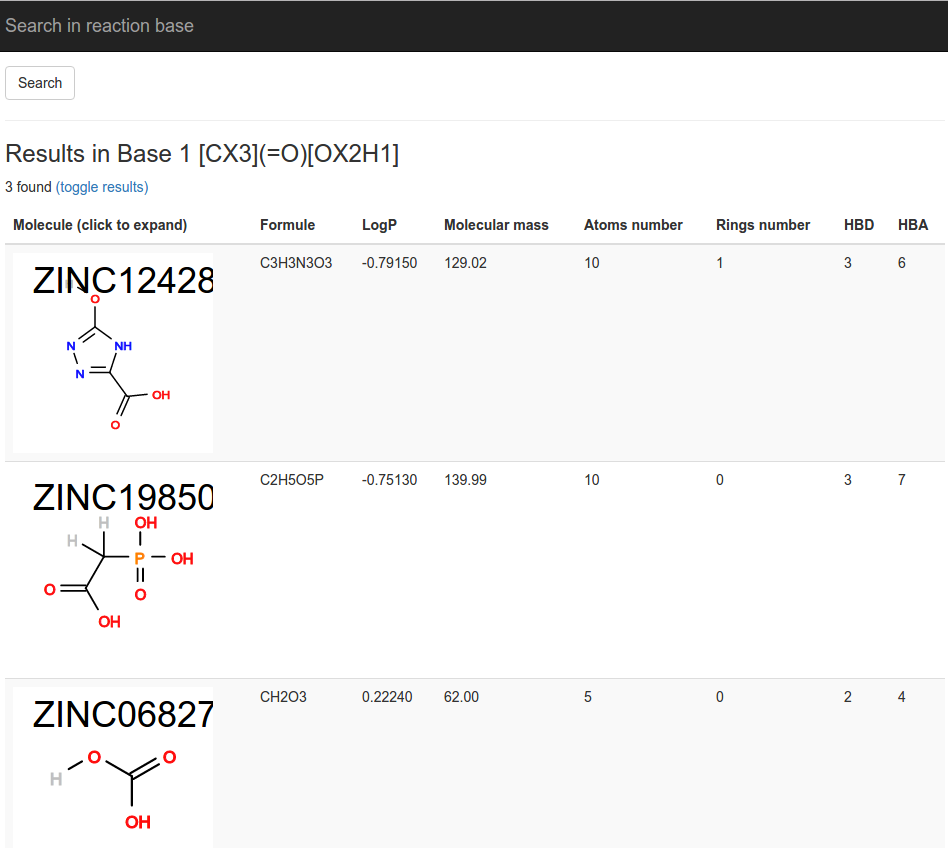 Search in reaction base
Search
Results in Base 1 [CX3](=O)[OX2H1]
3 found (toggle results)
Molecule (click to expand) Formule LogP Molecular mass Atoms number Rings number HBD HBA
ZINC12428 C3H3N3O3 -0.79150 129.02 10 1 3 6
O
N NH
N
OH
O
ZINC19850 C2H5O5P -0.75130 139.99 10 0 3 7
H OH
H
P OH
O O
OH
ZINC06827 CH2O3 0.22240 62.00 5 0 2 4
O O
H
OH